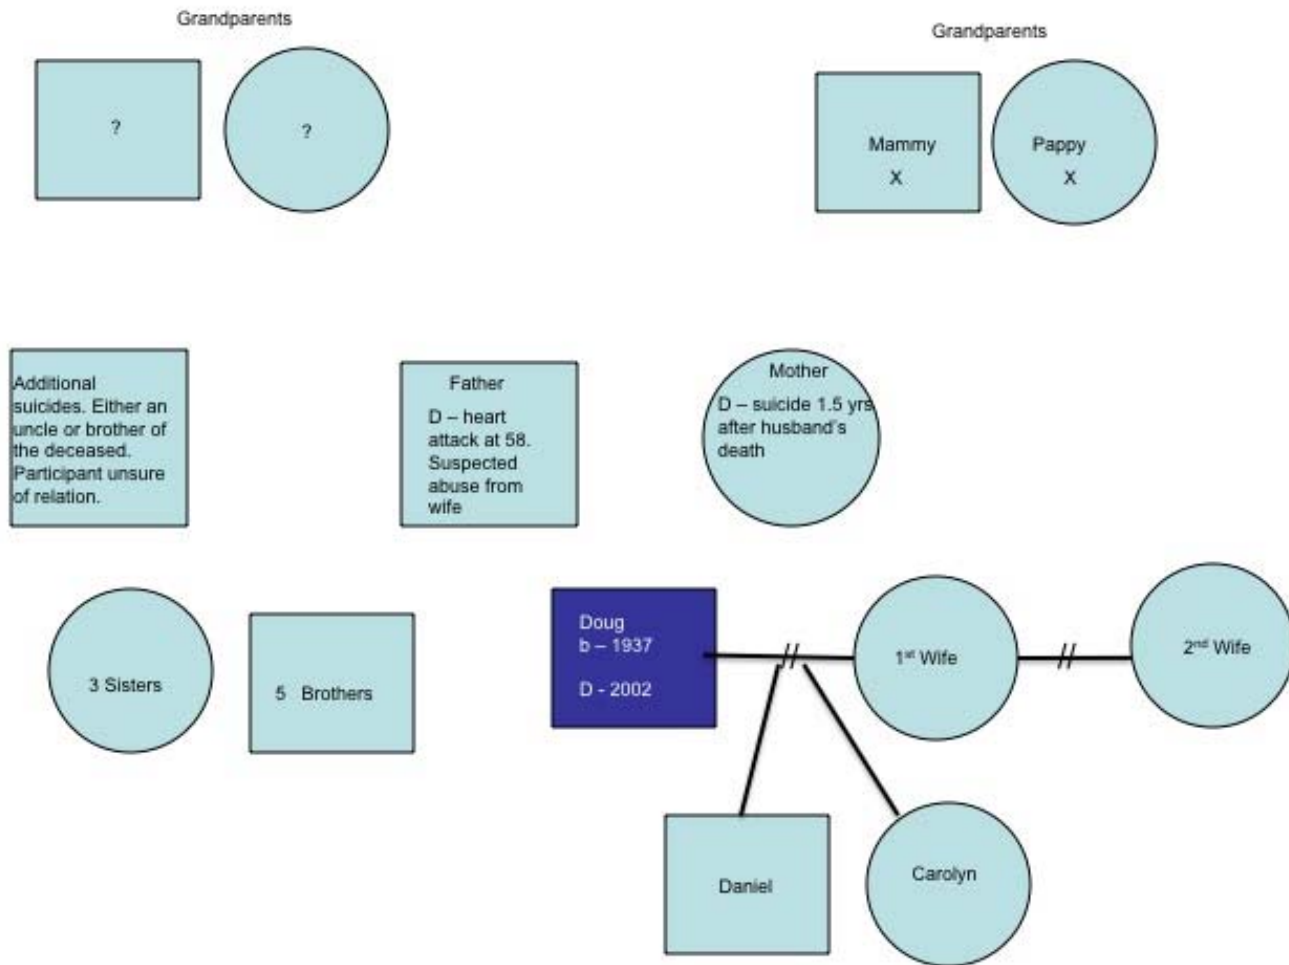 Grandparents
Grandparents
?
?
Mammy
X
Pappy
X
Additional
suicides. Either an
uncle or brother of
the deceased.
Participant unsure
of relation.
Father
D – heart
attack at 58.
Suspected
abuse from
wife
Mother
D – suicide 1.5 yrs
after husband’s
death
3 Sisters
5 Brothers
Doug
b – 1937
D - 2002
//
1st Wife
//
2nd Wife
Daniel
Carolyn